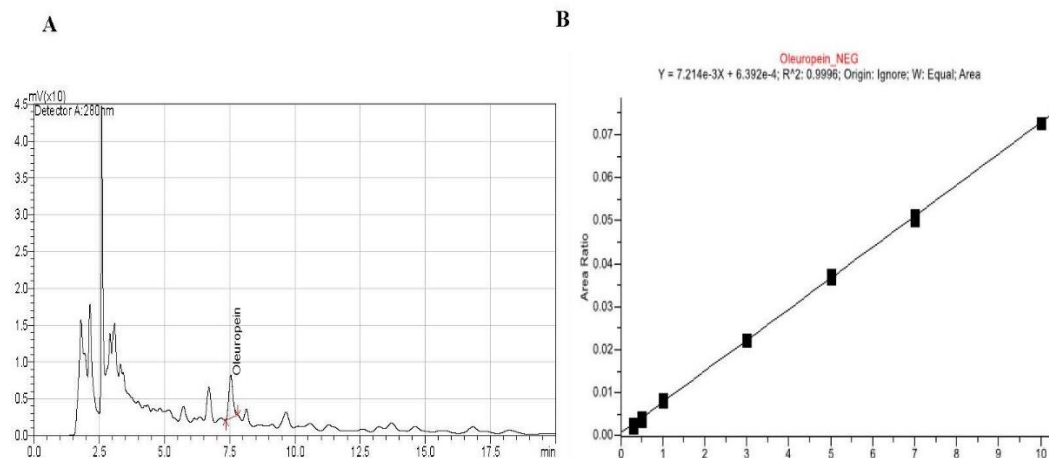 A
B
mV(x10)
Detector A:280nm
4.5
4.0
3.5
3.0
2.5
2.0
1.5
1.0
0.5
0.0
Oleuropein
0.0 2.5 5.0 7.5 10.0 12.5 15.0 17.5 min
Oleuropein_NEG
Y = 7.214e-3X + 6.392e-4; R^2: 0.9996; Origin: Ignore; W: Equal; Area
Area Ratio
0.07
0.06
0.05
0.04
0.03
0.02
0.01
0.00
0 1 2 3 4 5 6 7 8 9 10